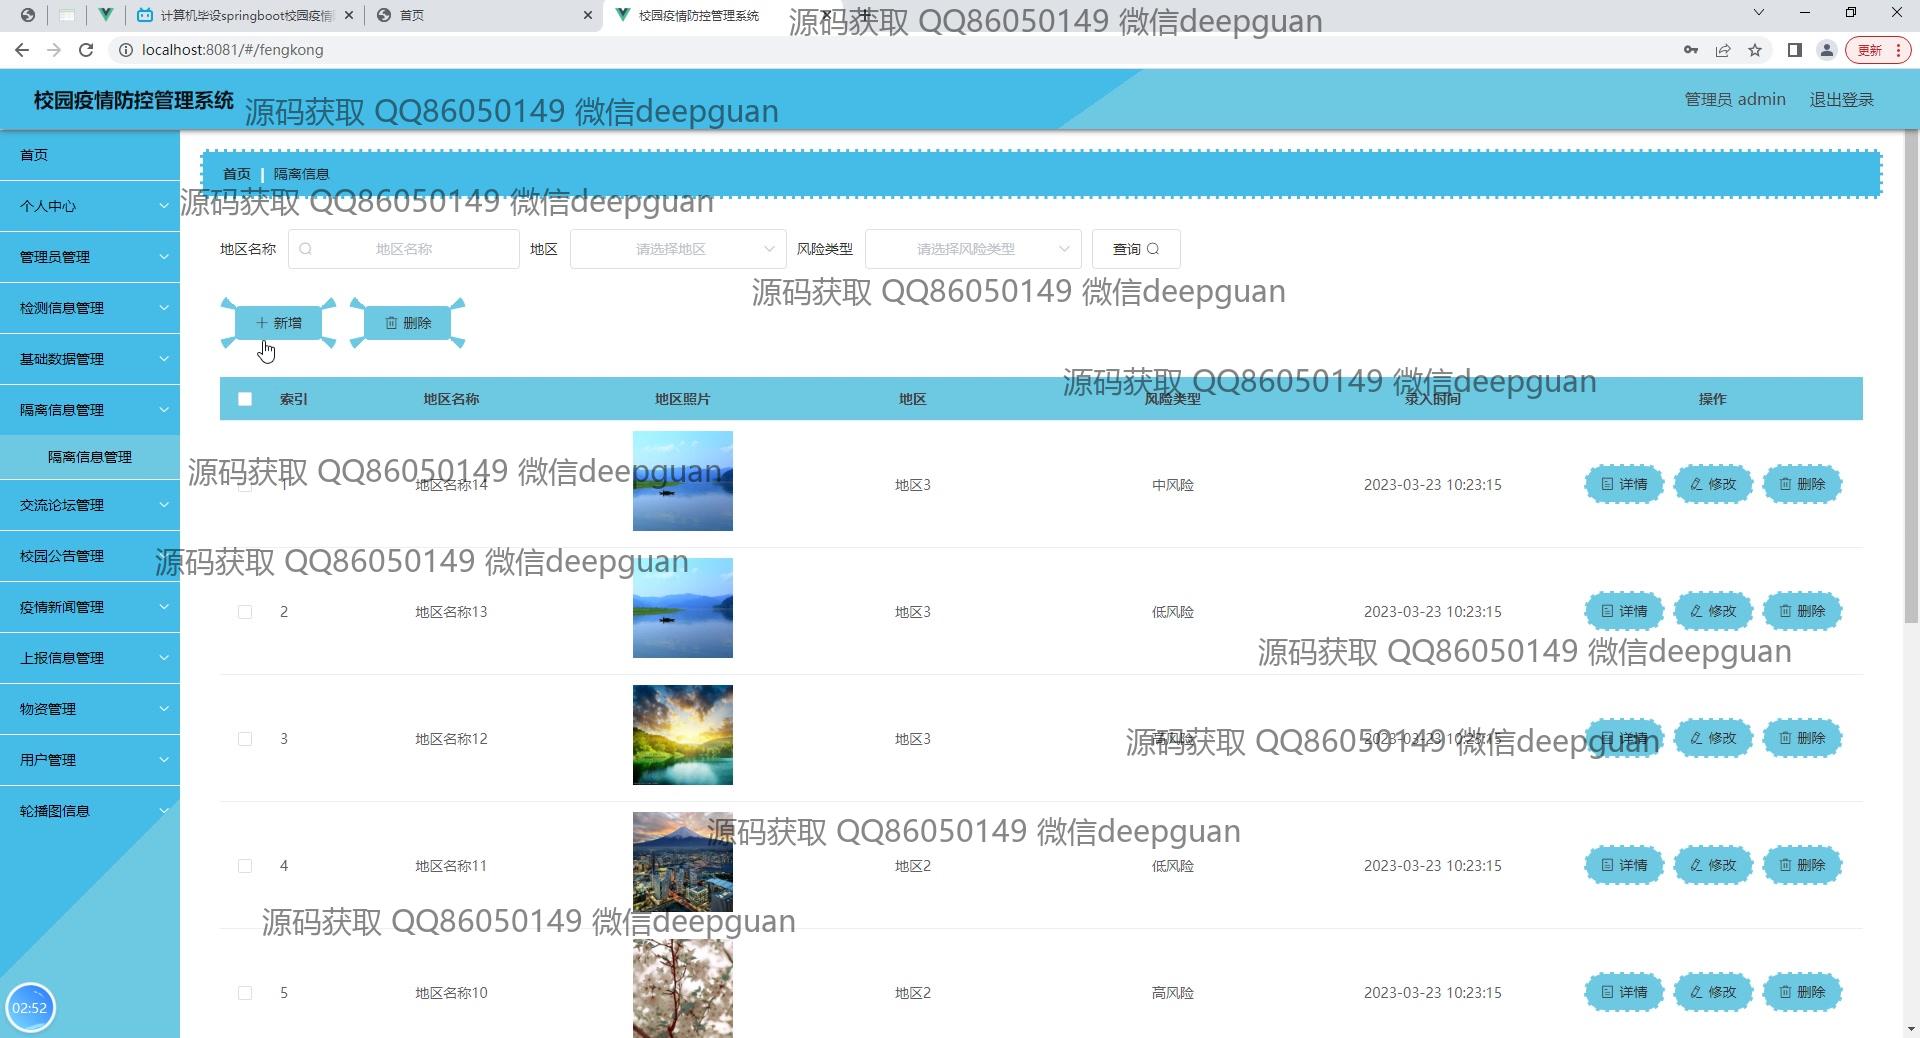 计算机毕设springboot校园疫情
首页
校园疫情防控管理系统
源码获取 QQ86050149 微信deepguan
localhost:8081/#/fengkong
更新
校园疫情防控管理系统
源码获取 QQ86050149 微信deepguan
管理员 admin
退出登录
首页
个人中心
管理员管理
检测信息管理
基础数据管理
隔离信息管理
隔离信息管理
交流论坛管理
校园公告管理
疫情新闻管理
上报信息管理
物资管理
用户管理
轮播图信息
02:52
首页 | 隔离信息
源码获取 QQ86050149 微信deepguan
地区名称 地区名称 地区 请选择地区 风险类型 请选择风险类型 查询
源码获取 QQ86050149 微信deepguan
新增 删除
源码获取 QQ86050149 微信deepguan
索引 地区名称 地区照片 地区 风险类型 录入时间 操作
源码获取 QQ86050149 微信deepguan
1 地区名称14 地区3 中风险 2023-03-23 10:23:15 详情 修改 删除
源码获取 QQ86050149 微信deepguan
2 地区名称13 地区3 低风险 2023-03-23 10:23:15 详情 修改 删除
源码获取 QQ86050149 微信deepguan
3 地区名称12 地区3 高风险 2023-03-23 10:23:15 详情 修改 删除
源码获取 QQ86050149 微信deepguan
源码获取 QQ86050149 微信deepguan
4 地区名称11 地区2 低风险 2023-03-23 10:23:15 详情 修改 删除
源码获取 QQ86050149 微信deepguan
5 地区名称10 地区2 高风险 2023-03-23 10:23:15 详情 修改 删除